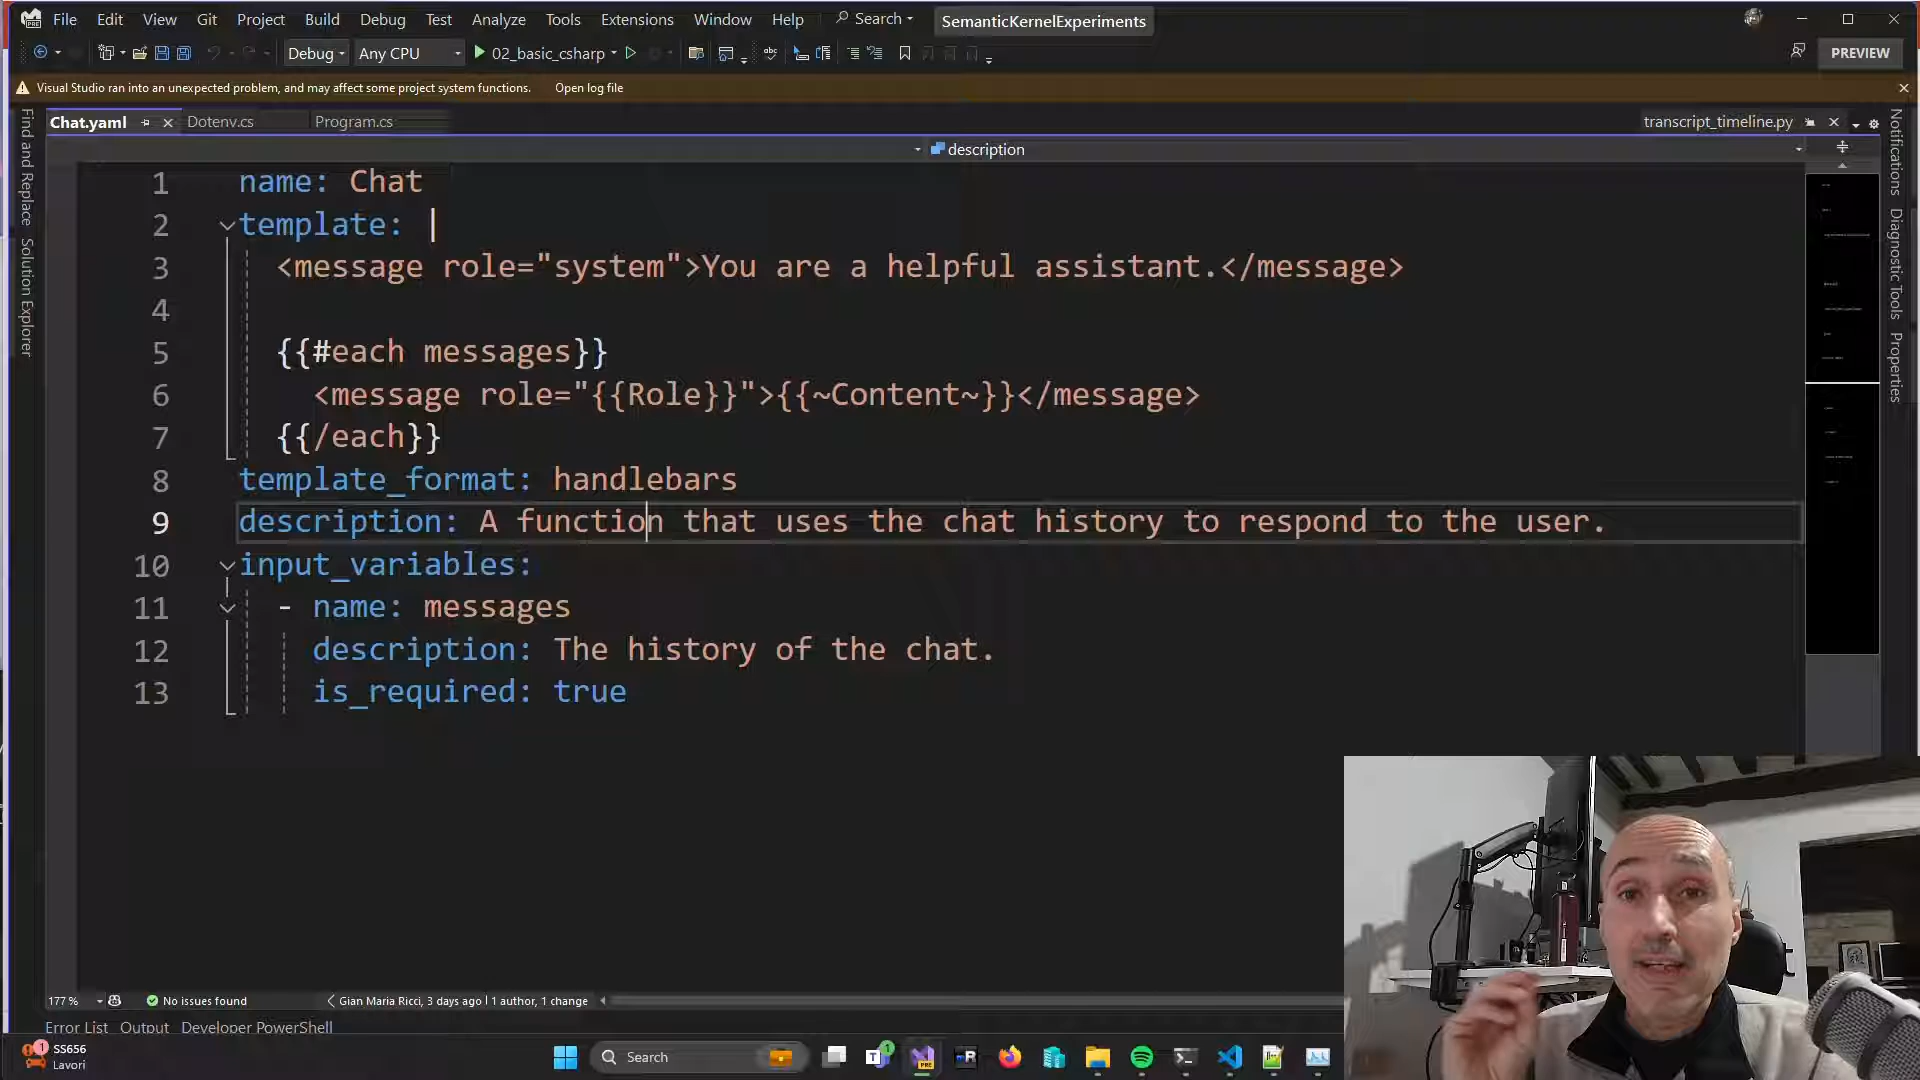 File Edit View Git Project Build Debug Test Analyze Tools Extensions Window Help Search SemanticKernelExperiments
Debug Any CPU 02_basic_csharp PREVIEW
Visual Studio ran into an unexpected problem, and may affect some project system functions. Open log file
Chat.yaml Dotenv.cs Program.cs transcript_timeline.py
description
Find and Replace
Solution Explorer
Notifications
Diagnostic Tools
Properties
1 name: Chat
2 template: |
3 <message role="system">You are a helpful assistant.</message>
4
5 {{#each messages}}
6 <message role="{{Role}}">{{~Content~}}</message>
7 {{/each}}
8 template_format: handlebars
9 description: A function that uses the chat history to respond to the user.
10 input_variables:
11 - name: messages
12 description: The history of the chat.
13 is_required: true
177 % No issues found Gian Maria Ricci, 3 days ago | 1 author, 1 change
Error List Output Developer PowerShell
1 SS656
Lavori
Search
1
PRE